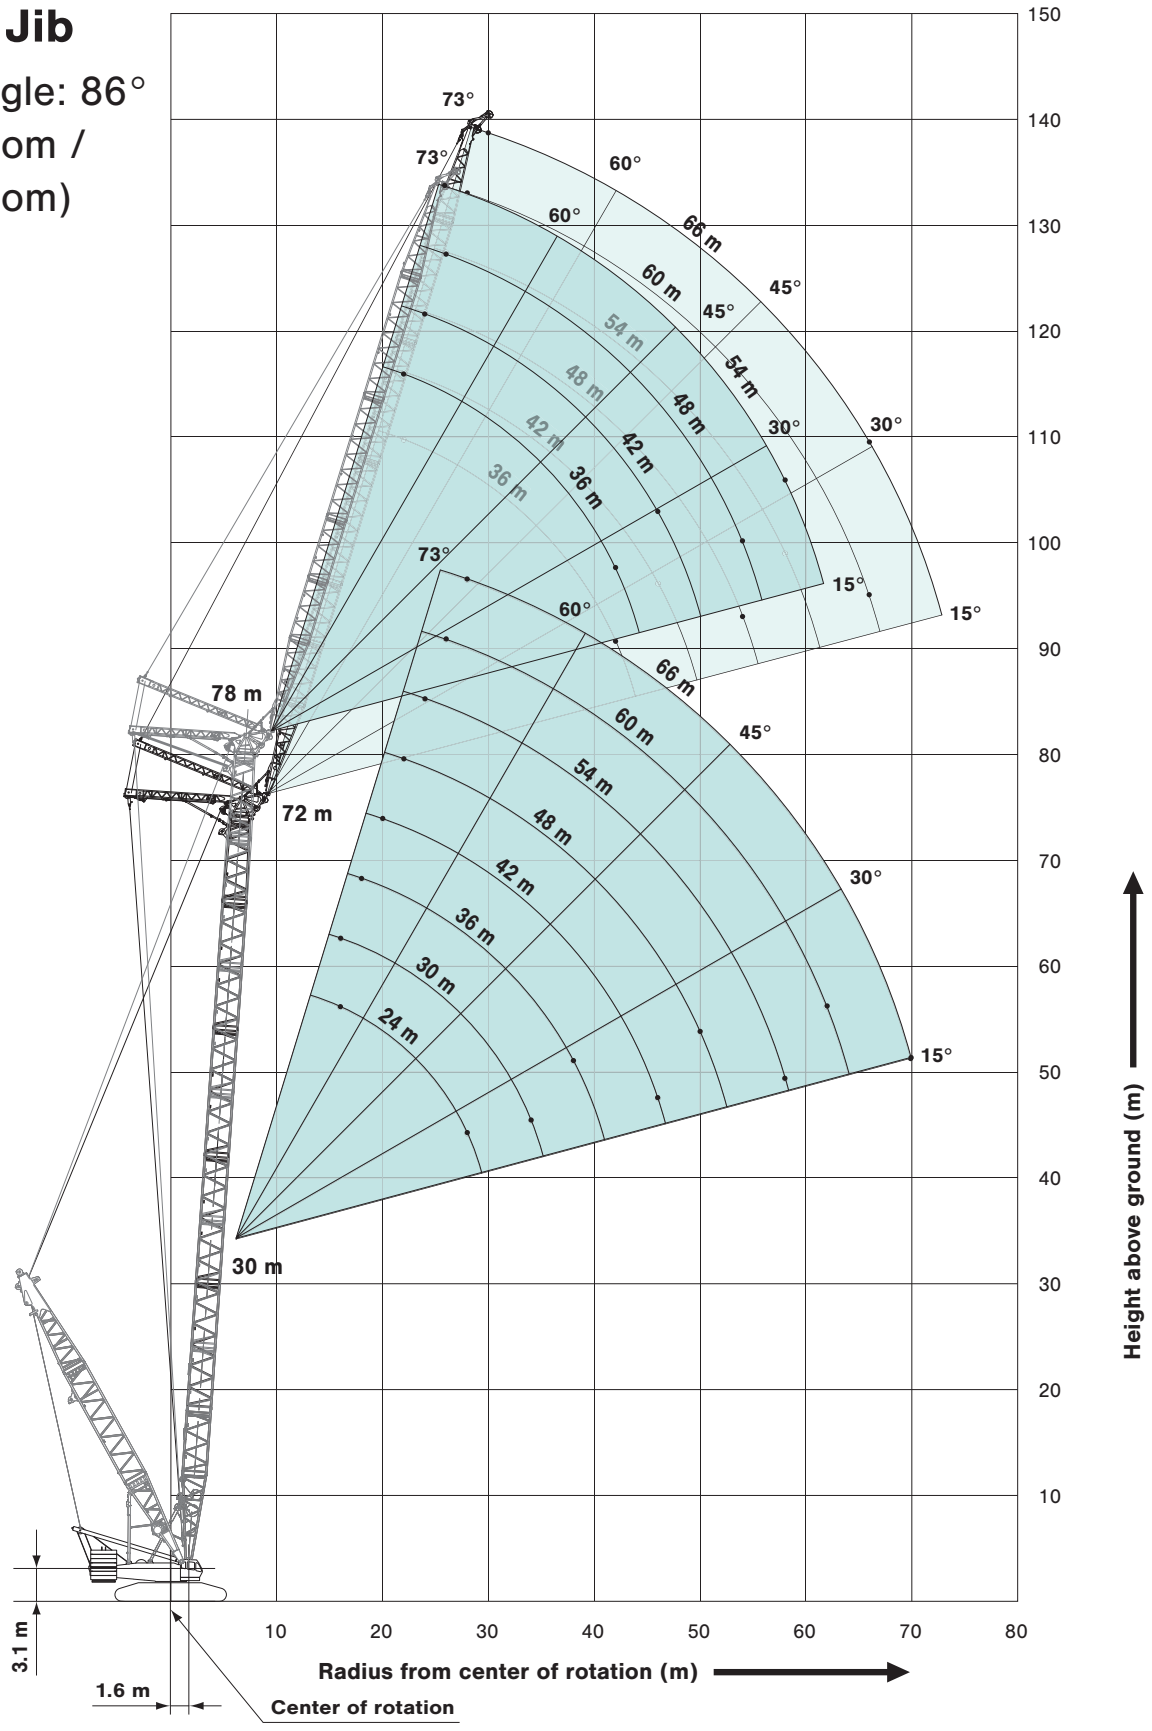 Jib
gle: 86°
om /
om)
150
73°
140
73°
60°
60°
66 m
130
60 m
45°
45°
54 m
120
48 m
54 m
48 m
42 m
42 m
30°
30°
110
36 m
36 m
73°
100
15°
60°
15°
90
66 m
78 m
60 m
45°
80
54 m
72 m
48 m
42 m
30°
70
36 m
60
30 m
24 m
15°
50
40
30 m
30
20
10
Height above ground (m)
3.1 m
10
20
30
40
50
60
70
80
Radius from center of rotation (m)
1.6 m
Center of rotation